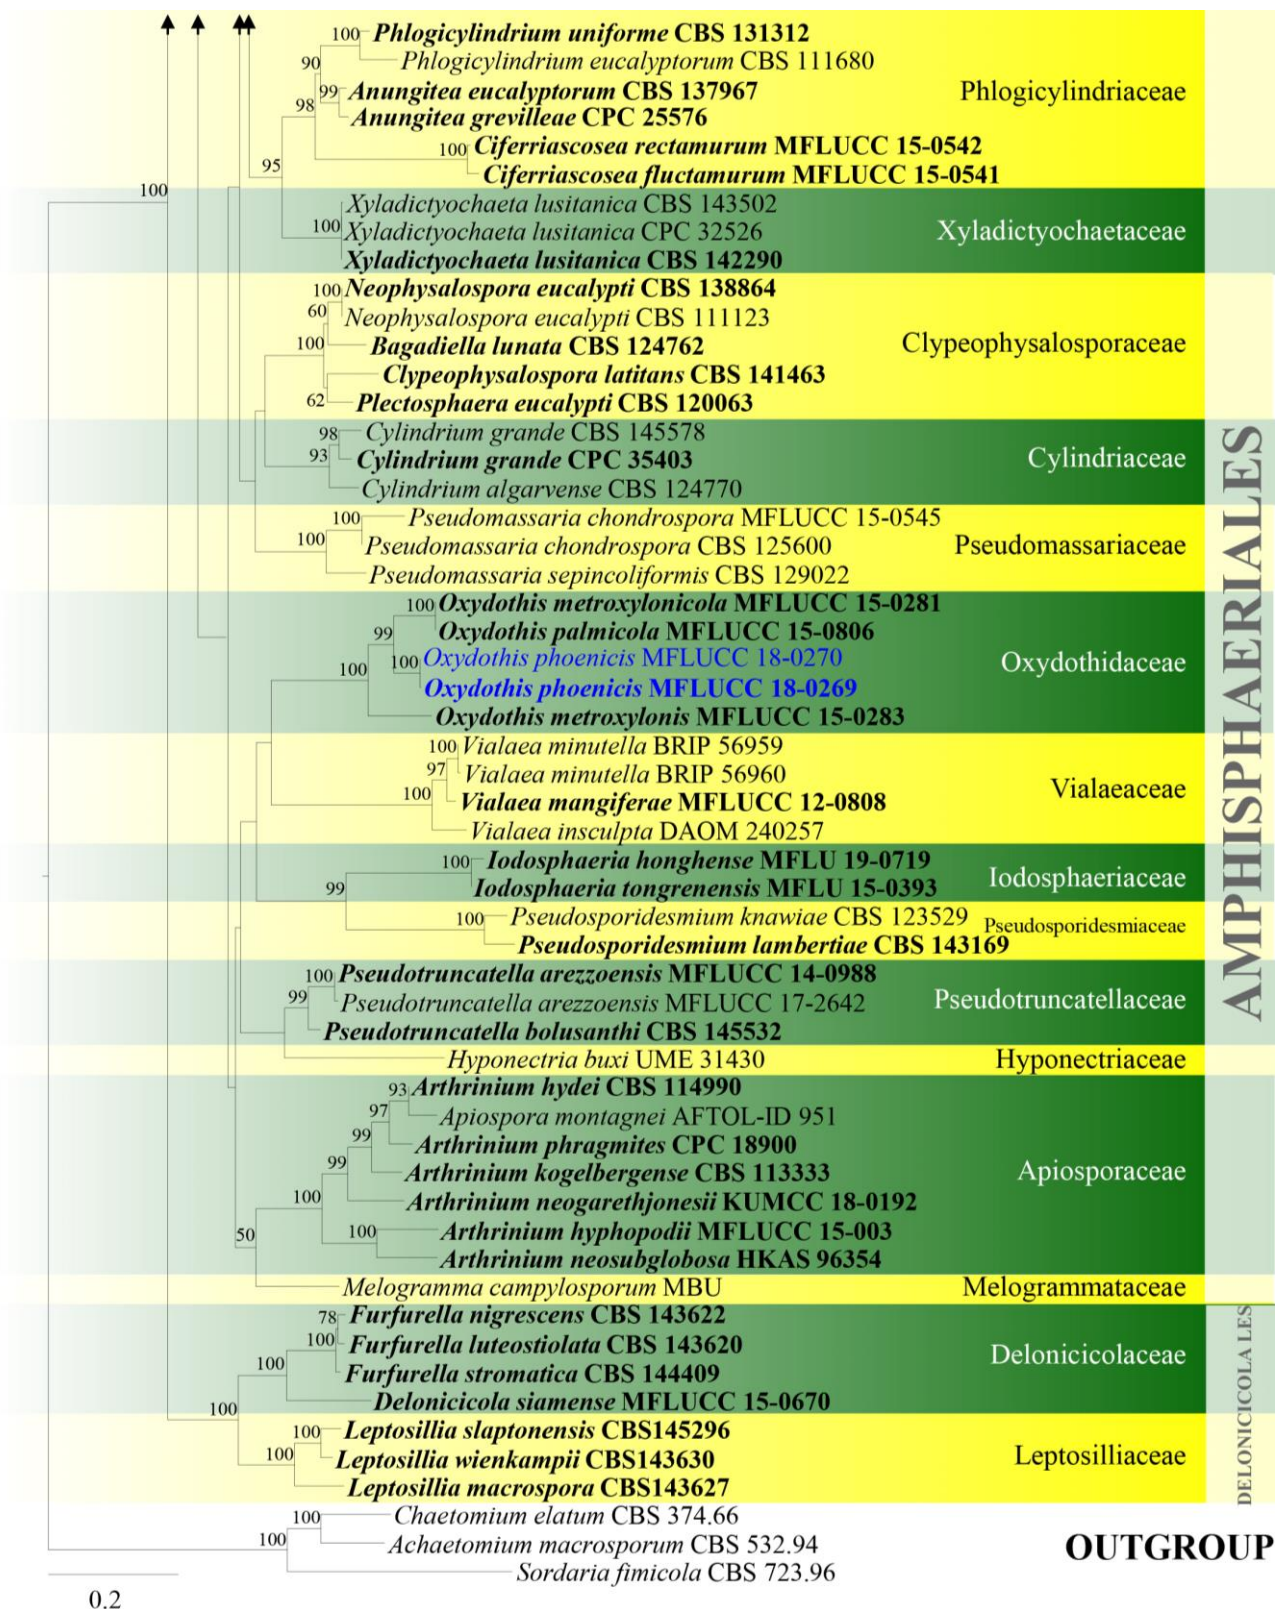 100 Phlogicylindrium uniforme CBS 131312
Phlogicylindrium eucalyptorum CBS 111680
90
99 Anungitea eucalyptorum CBS 137967
Phlogicylindriaceae
98
Anungitea grevilleae CPC 25576
100 Ciferriascosea rectamurum MFLUCC 15-0542
95
Ciferriascosea fluctamurum MFLUCC 15-0541
100
Xyladictyochaeta lusitanica CBS 143502
100 Xyladictyochaeta lusitanica CPC 32526
Xyladictyochaetaceae
Xyladictyochaeta lusitanica CBS 142290
100 Neophysalospora eucalypti CBS 138864
60
Neophysalospora eucalypti CBS 111123
100
Bagadiella lunata CBS 124762
Clypeophysalosporaceae
Clypeophysalospora latitans CBS 141463
62
Plectosphaera eucalypti CBS 120063
98 Cylindrium grande CBS 145578
93
Cylindrium grande CPC 35403
Cylindriaceae
Cylindrium algarvense CBS 124770
100 Pseudomassaria chondrospora MFLUCC 15-0545
100
Pseudomassaria chondrospora CBS 125600
Pseudomassariaceae
Pseudomassaria sepincoliformis CBS 129022
100 Oxydothis metroxylonicola MFLUCC 15-0281
99
Oxydothis palmicola MFLUCC 15-0806
100 Oxydothis phoenicis MFLUCC 18-0270
Oxydothidaceae
100
Oxydothis phoenicis MFLUCC 18-0269
Oxydothis metroxylonis MFLUCC 15-0283
100 Vialaea minutella BRIP 56959
97
Vialaea minutella BRIP 56960
Vialaeaceae
100
Vialaea mangiferae MFLUCC 12-0808
Vialaea insculpta DAOM 240257
100 Iodosphaeria honghense MFLU 19-0719
Iodosphaeriaceae
99
Iodosphaeria tongrenensis MFLU 15-0393
100 Pseudosporidesmium knawiae CBS 123529
Pseudosporidesmiaceae
Pseudosporidesmium lambertiae CBS 143169
100 Pseudotruncatella arezzoensis MFLUCC 14-0988
99
Pseudotruncatella arezzoensis MFLUCC 17-2642
Pseudotruncatellaceae
Pseudotruncatella bolusanthi CBS 145532
Hyponectria buxi UME 31430
Hyponectriaceae
93 Arthrinium hydei CBS 114990
97
Apiospora montagnei AFTOL-ID 951
99
Arthrinium phragmites CPC 18900
99
Arthrinium kogelbergense CBS 113333
Apiosporaceae
100
Arthrinium neogarethjonesii KUMCC 18-0192
50
100
Arthrinium hyphopodii MFLUCC 15-003
Arthrinium neosubglobosa HKAS 96354
Melogramma campylosporum MBU
Melogrammataceae
AMPHISPHAERIALES
78 Furfurella nigrescens CBS 143622
100
Furfurella luteostiolata CBS 143620
Delonicicolaceae
100
Furfurella stromatica CBS 144409
Delonicicola siamense MFLUCC 15-0670
100
100 Leptosillia slaptonensis CBS145296
100
Leptosillia wienkampii CBS143630
Leptosilliaceae
Leptosillia macrospora CBS143627
DELONICICOLA LES
100 Chaetomium elatum CBS 374.66
100
Achaetomium macrosporum CBS 532.94
OUTGROUP
Sordaria fimicola CBS 723.96
0.2